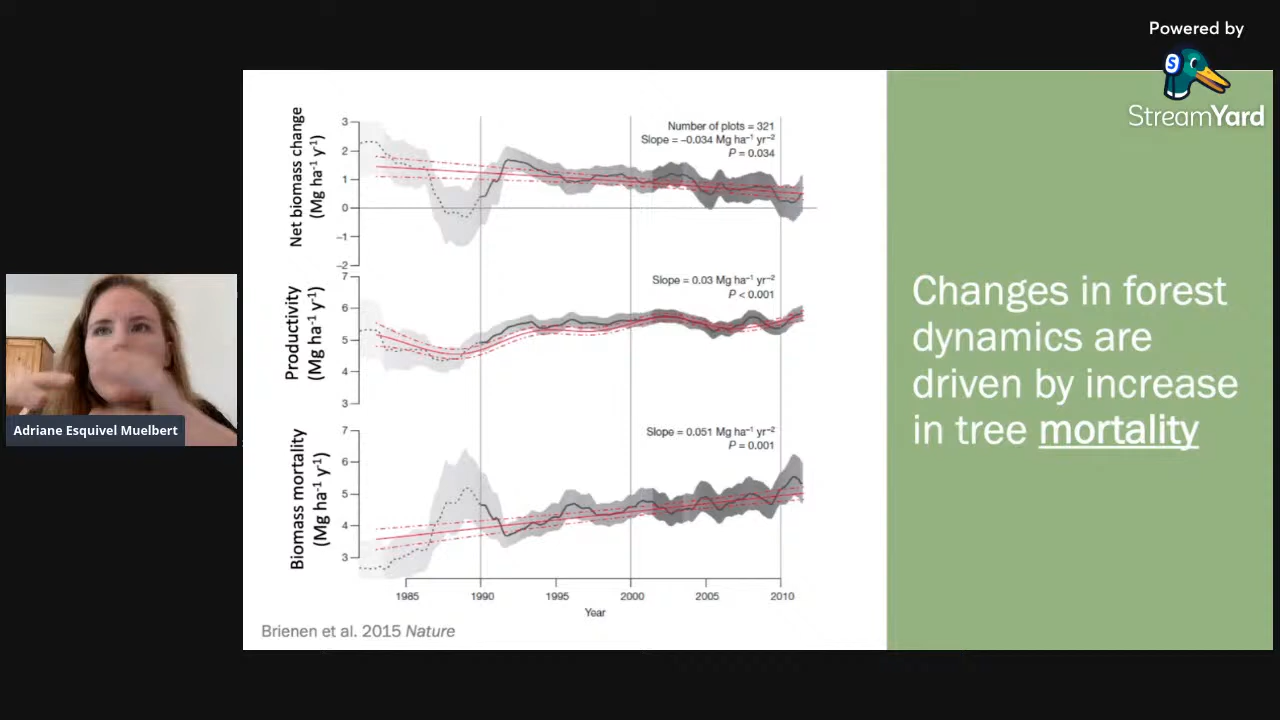 Powered by
StreamYard
Net biomass change
(Mg ha⁻¹ y⁻¹)
3
2
1
0
−1
−2
Number of plots = 321
Slope = −0.034 Mg ha⁻¹ yr⁻²
P = 0.034
Productivity
(Mg ha⁻¹ y⁻¹)
7
6
5
4
3
Slope = 0.03 Mg ha⁻¹ yr⁻²
P < 0.001
Biomass mortality
(Mg ha⁻¹ y⁻¹)
7
6
5
4
3
Slope = 0.051 Mg ha⁻¹ yr⁻²
P = 0.001
1985 1990 1995 2000 2005 2010
Year
Brienen et al. 2015 Nature
Changes in forest
dynamics are
driven by increase
in tree mortality
Adriane Esquivel Muelbert